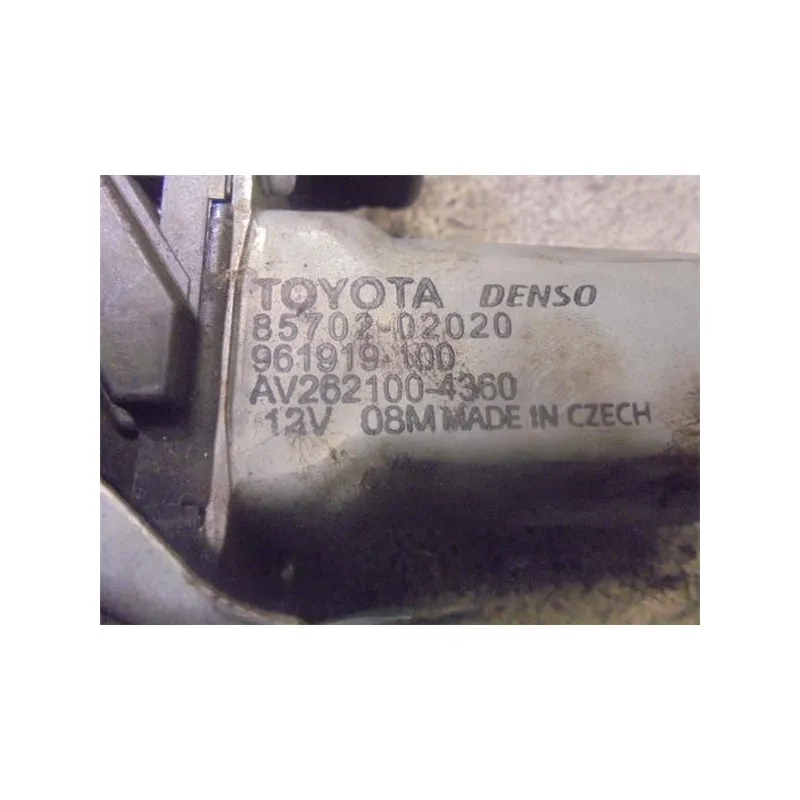 TOYOTA DENSO
85702-02020
961919-100
AV262100-4360
12V 08M MADE IN CZECH